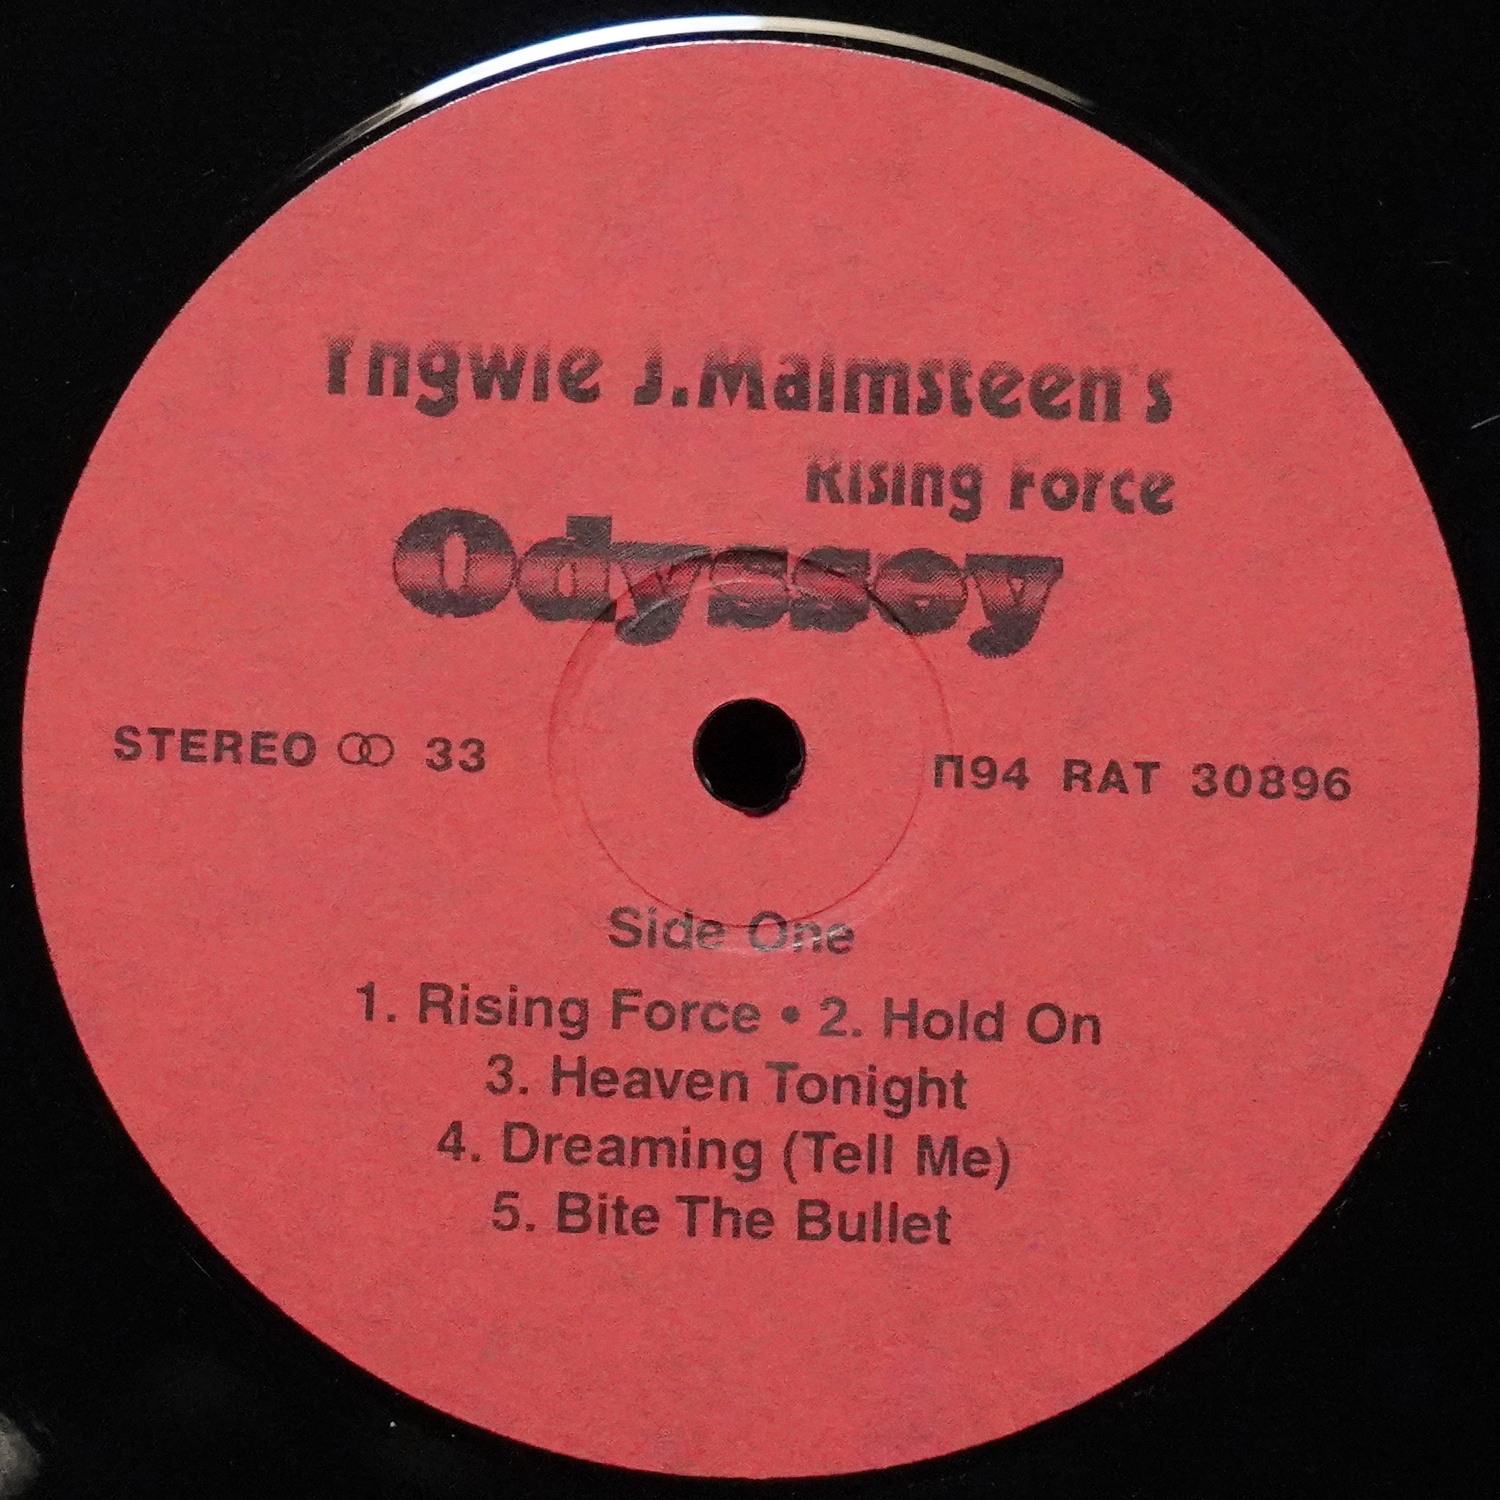 Yngwie J.Malmsteen's
Rising Force
Odyssey
STEREO 33
П94 RAT 30896
Side One
1. Rising Force • 2. Hold On
3. Heaven Tonight
4. Dreaming (Tell Me)
5. Bite The Bullet